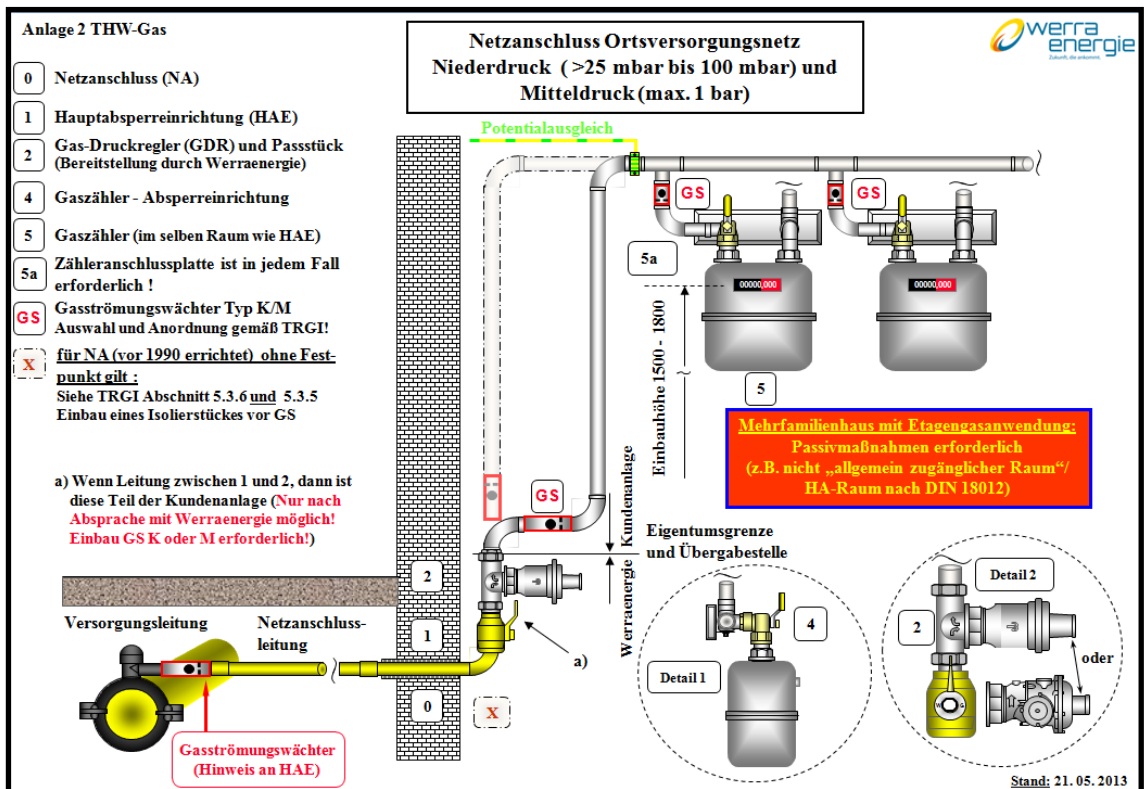 Anlage 2 THW-Gas
Netzanschluss Ortsversorgungsnetz
Niederdruck ( >25 mbar bis 100 mbar) und
Mitteldruck (max. 1 bar)
werra
energie
Zukunft, die ankommt.
0 Netzanschluss (NA)
1 Hauptabsperreinrichtung (HAE)
2 Gas-Druckregler (GDR) und Passstück
(Bereitstellung durch Werraenergie)
4 Gaszähler - Absperreinrichtung
5 Gaszähler (im selben Raum wie HAE)
5a Zähleranschlussplatte ist in jedem Fall
erforderlich !
GS Gasströmungswächter Typ K/M
Auswahl und Anordnung gemäß TRGI!
X für NA (vor 1990 errichtet) ohne Fest-
punkt gilt :
Siehe TRGI Abschnitt 5.3.6 und 5.3.5
Einbau eines Isolierstückes vor GS
a) Wenn Leitung zwischen 1 und 2, dann ist
diese Teil der Kundenanlage (Nur nach
Absprache mit Werraenergie möglich!
Einbau GS K oder M erforderlich!)
Potentialausgleich
GS
GS
5a
00000,000
00000,000
Einbauhöhe 1500 - 1800
5
Mehrfamilienhaus mit Etagengasanwendung:
Passivmaßnahmen erforderlich
(z.B. nicht „allgemein zugänglicher Raum“/
HA-Raum nach DIN 18012)
GS
Kundenanlage
Werraenergie
Eigentumsgrenze
und Übergabestelle
2
1
0
a)
X
Versorgungsleitung
Netzanschluss-
leitung
Gasströmungswächter
(Hinweis an HAE)
4
Detail 1
Detail 2
2
oder
G
Stand: 21. 05. 2013